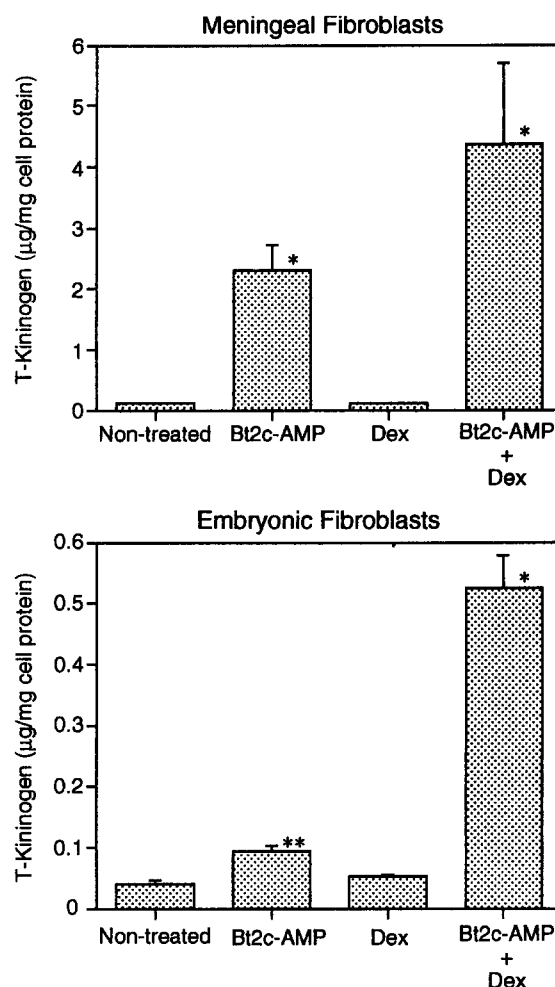 Meningeal Fibroblasts
T-Kininogen (µg/mg cell protein)
6
5
4
3
2
1
0
*
*
Non-treated Bt2c-AMP Dex Bt2c-AMP
+
Dex
Embryonic Fibroblasts
T-Kininogen (µg/mg cell protein)
0.6
0.5
0.4
0.3
0.2
0.1
0
**
*
Non-treated Bt2c-AMP Dex Bt2c-AMP
+
Dex